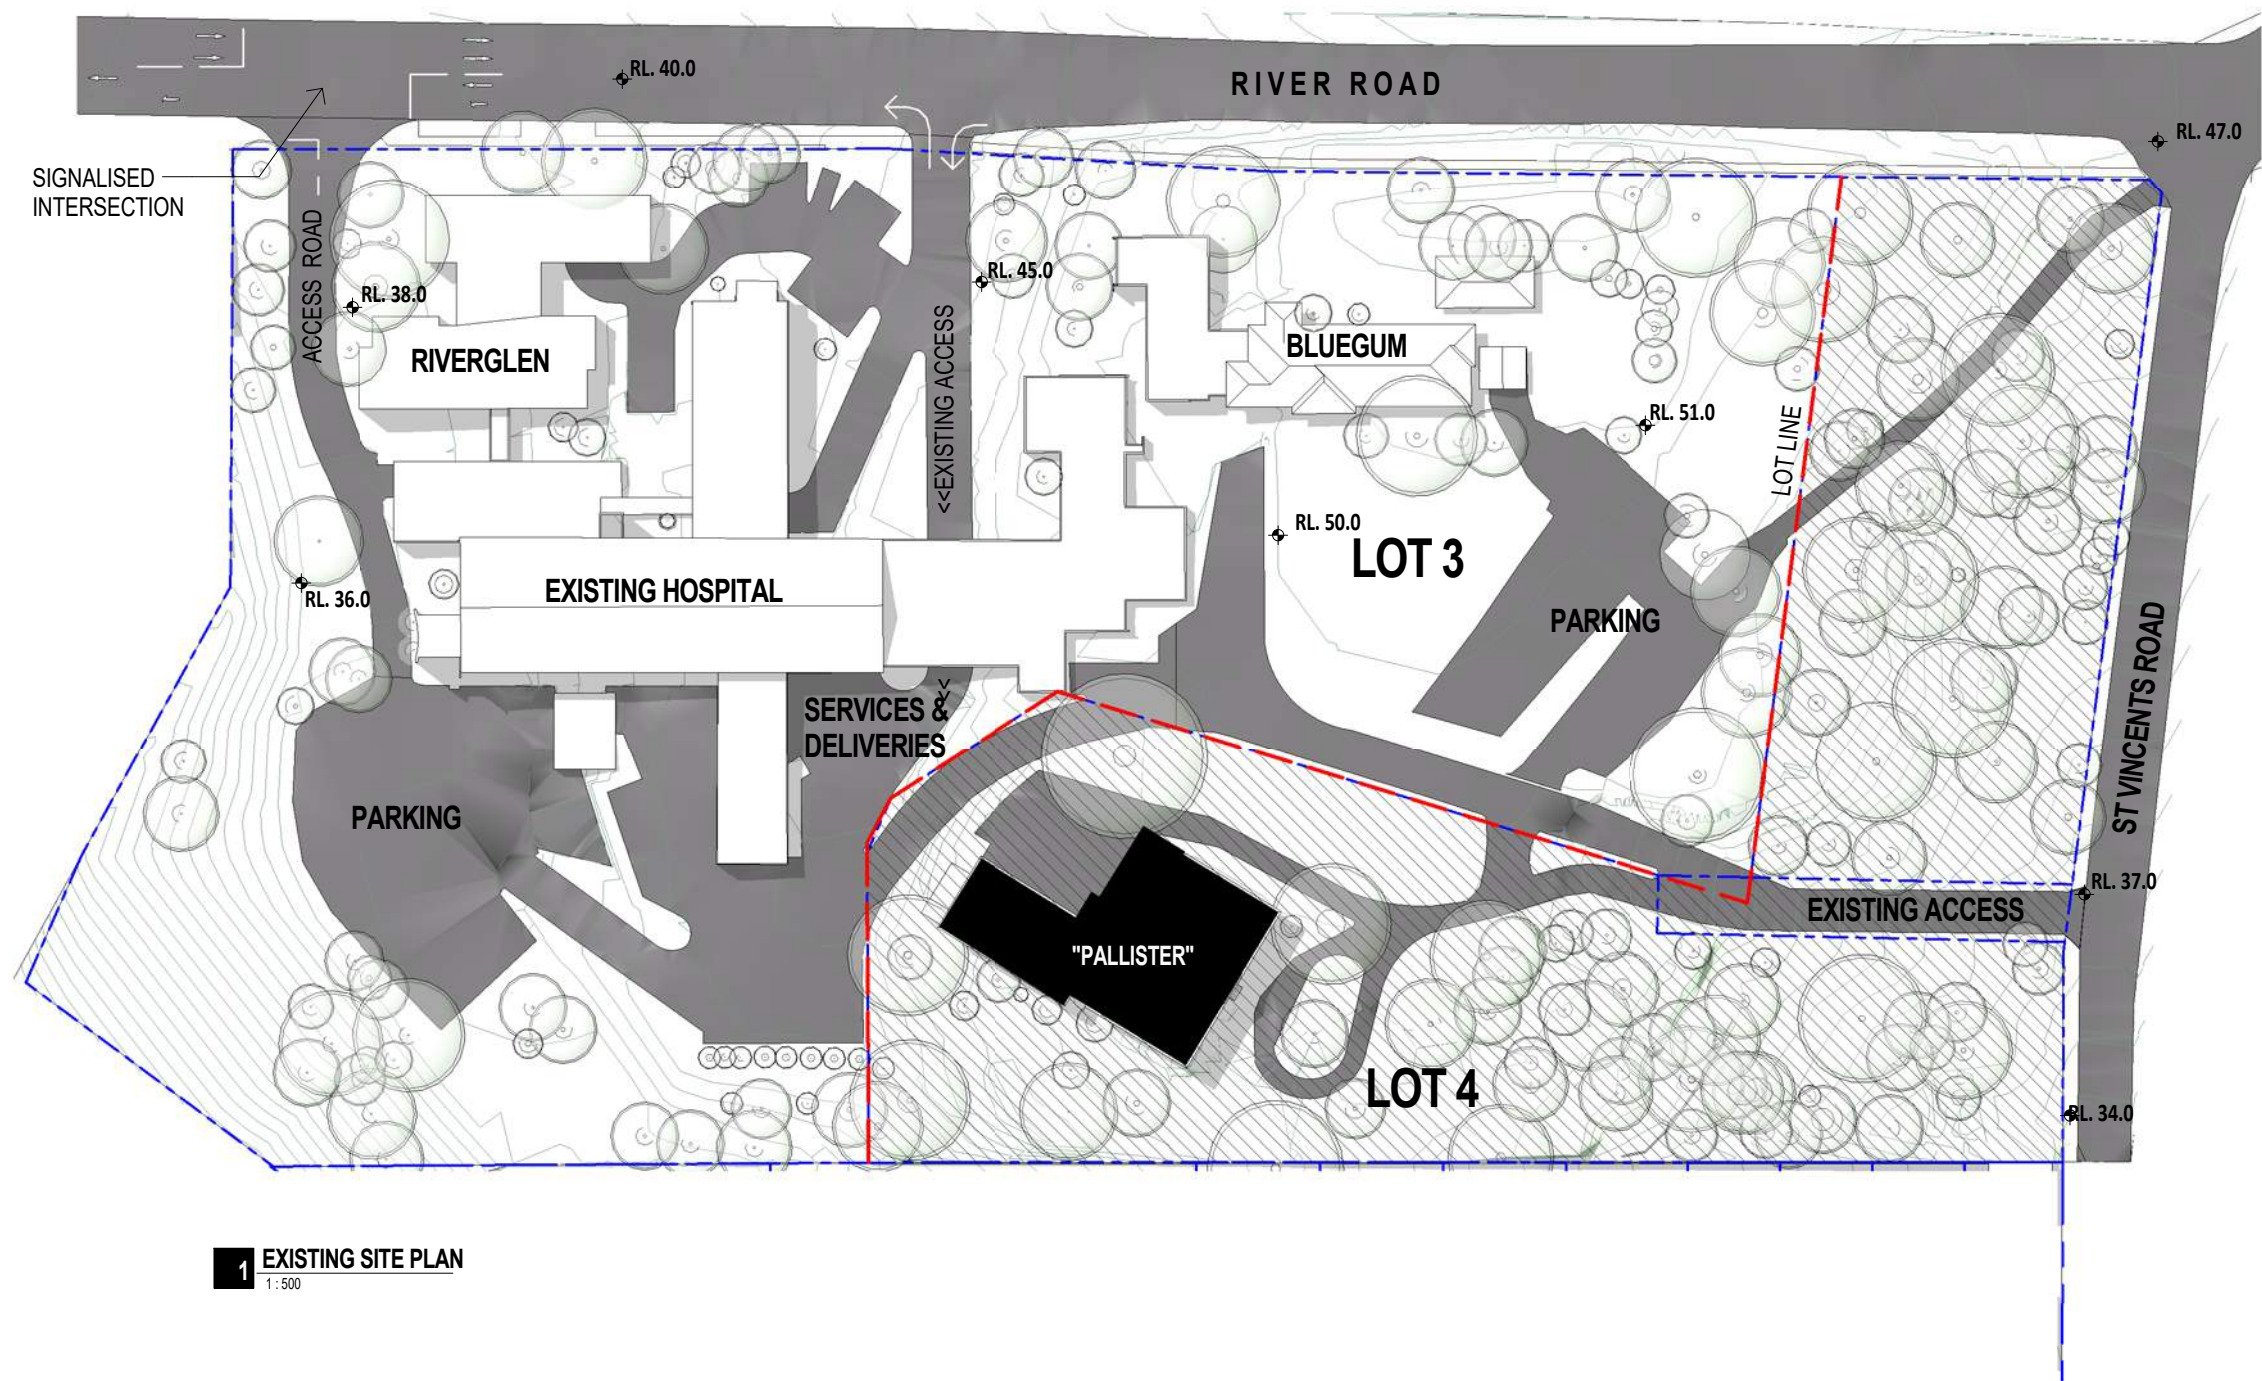 RL. 40.0
RIVER ROAD
RL. 47.0
SIGNALISED
INTERSECTION
ACCESS ROAD
RL. 45.0
RL. 38.0
RIVERGLEN
<<EXISTING ACCESS
BLUEGUM
RL. 51.0
LOT LINE
RL. 50.0
LOT 3
EXISTING HOSPITAL
RL. 36.0
PARKING
ST VINCENTS ROAD
<<
SERVICES &
DELIVERIES
PARKING
RL. 37.0
EXISTING ACCESS
"PALLISTER"
LOT 4
RL. 34.0
1 EXISTING SITE PLAN
1 : 500